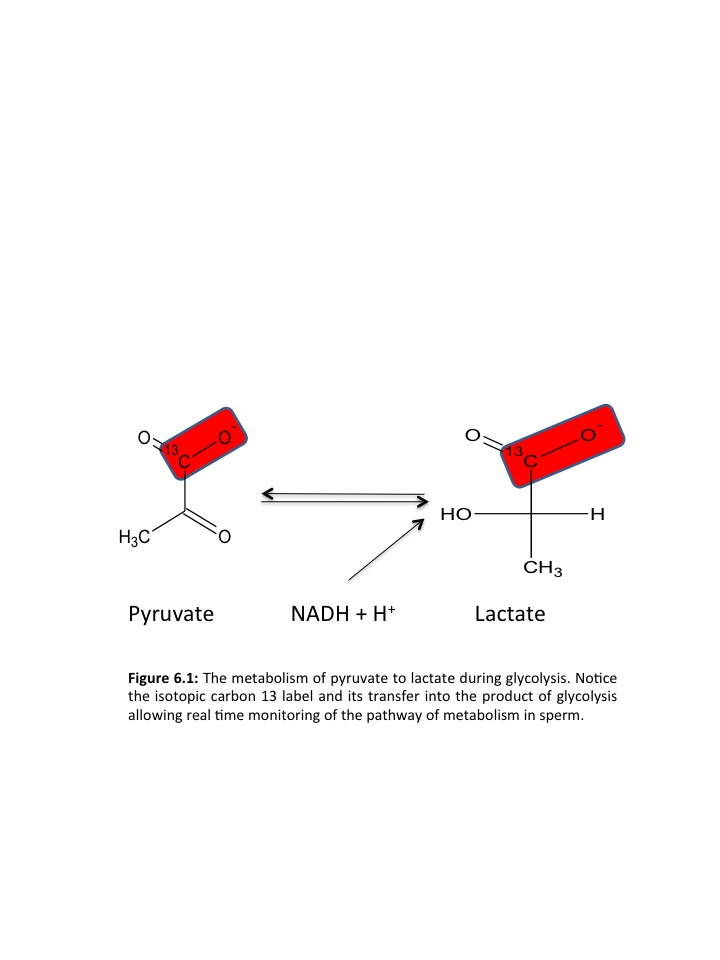 O 13 C O-
H3C O
O 13 C O-
HO H
CH3
Pyruvate NADH + H+ Lactate
Figure 6.1: The metabolism of pyruvate to lactate during glycolysis. Notice
the isotopic carbon 13 label and its transfer into the product of glycolysis
allowing real time monitoring of the pathway of metabolism in sperm.